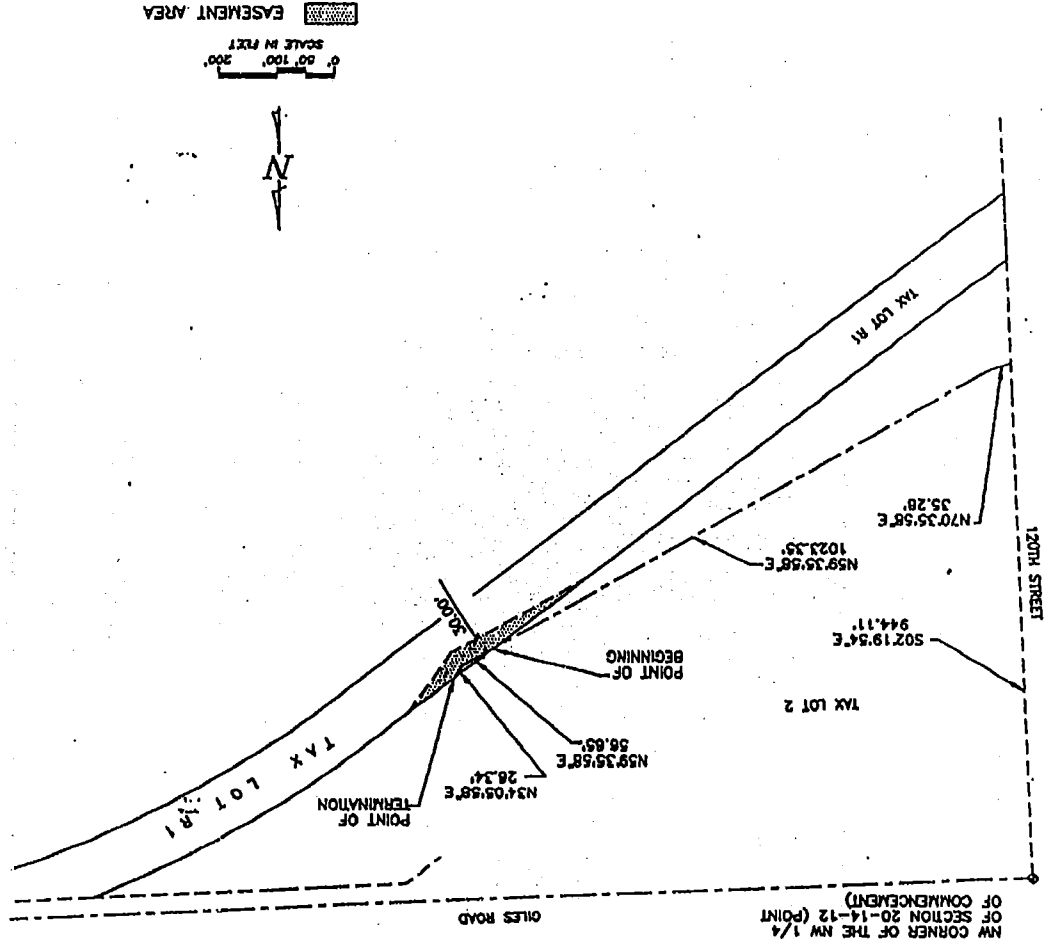 NW CORNER OF THE NW 1/4
OF SECTION 20-14-12 (POINT
OF COMMENCEMENT)
GILES ROAD
POINT OF
TERMINATION
N34°05'58"E
26.34'
N59°35'58"E
56.65'
TAX LOT R1
TAX LOT 2
S02°19'54"E
944.11'
120TH STREET
POINT OF
BEGINNING
30.00'
N59°35'58"E
1023.35'
N70°35'58"E
35.28'
TAX LOT R1
N
0' 50' 100' 200'
SCALE IN FEET
EASEMENT AREA